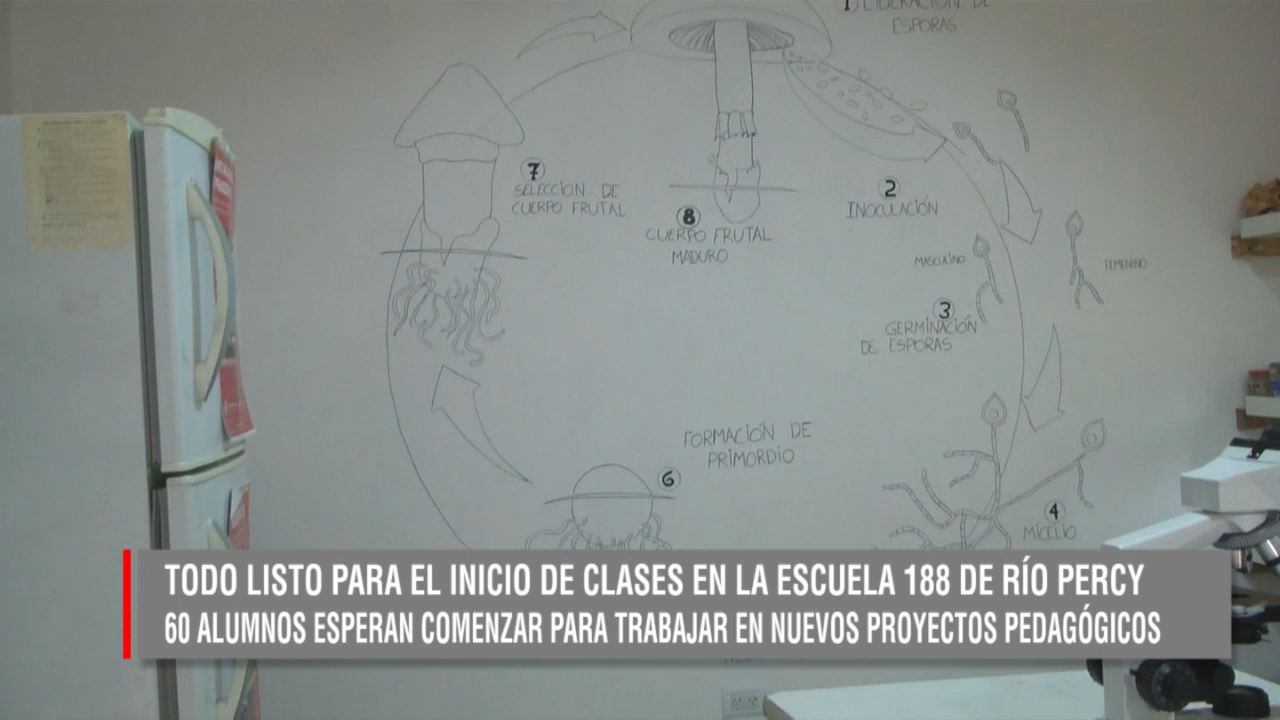 1) LIBERACIÓN DE
ESPORAS
7
SELECCIÓN DE
CUERPO FRUTAL
2
INOCULACIÓN
8
CUERPO FRUTAL
MADURO
MASCULINO
FEMENINO
3
GERMINACIÓN
DE ESPORAS
FORMACIÓN DE
PRIMORDIO
6
4
MICELIO
TODO LISTO PARA EL INICIO DE CLASES EN LA ESCUELA 188 DE RÍO PERCY
60 ALUMNOS ESPERAN COMENZAR PARA TRABAJAR EN NUEVOS PROYECTOS PEDAGÓGICOS